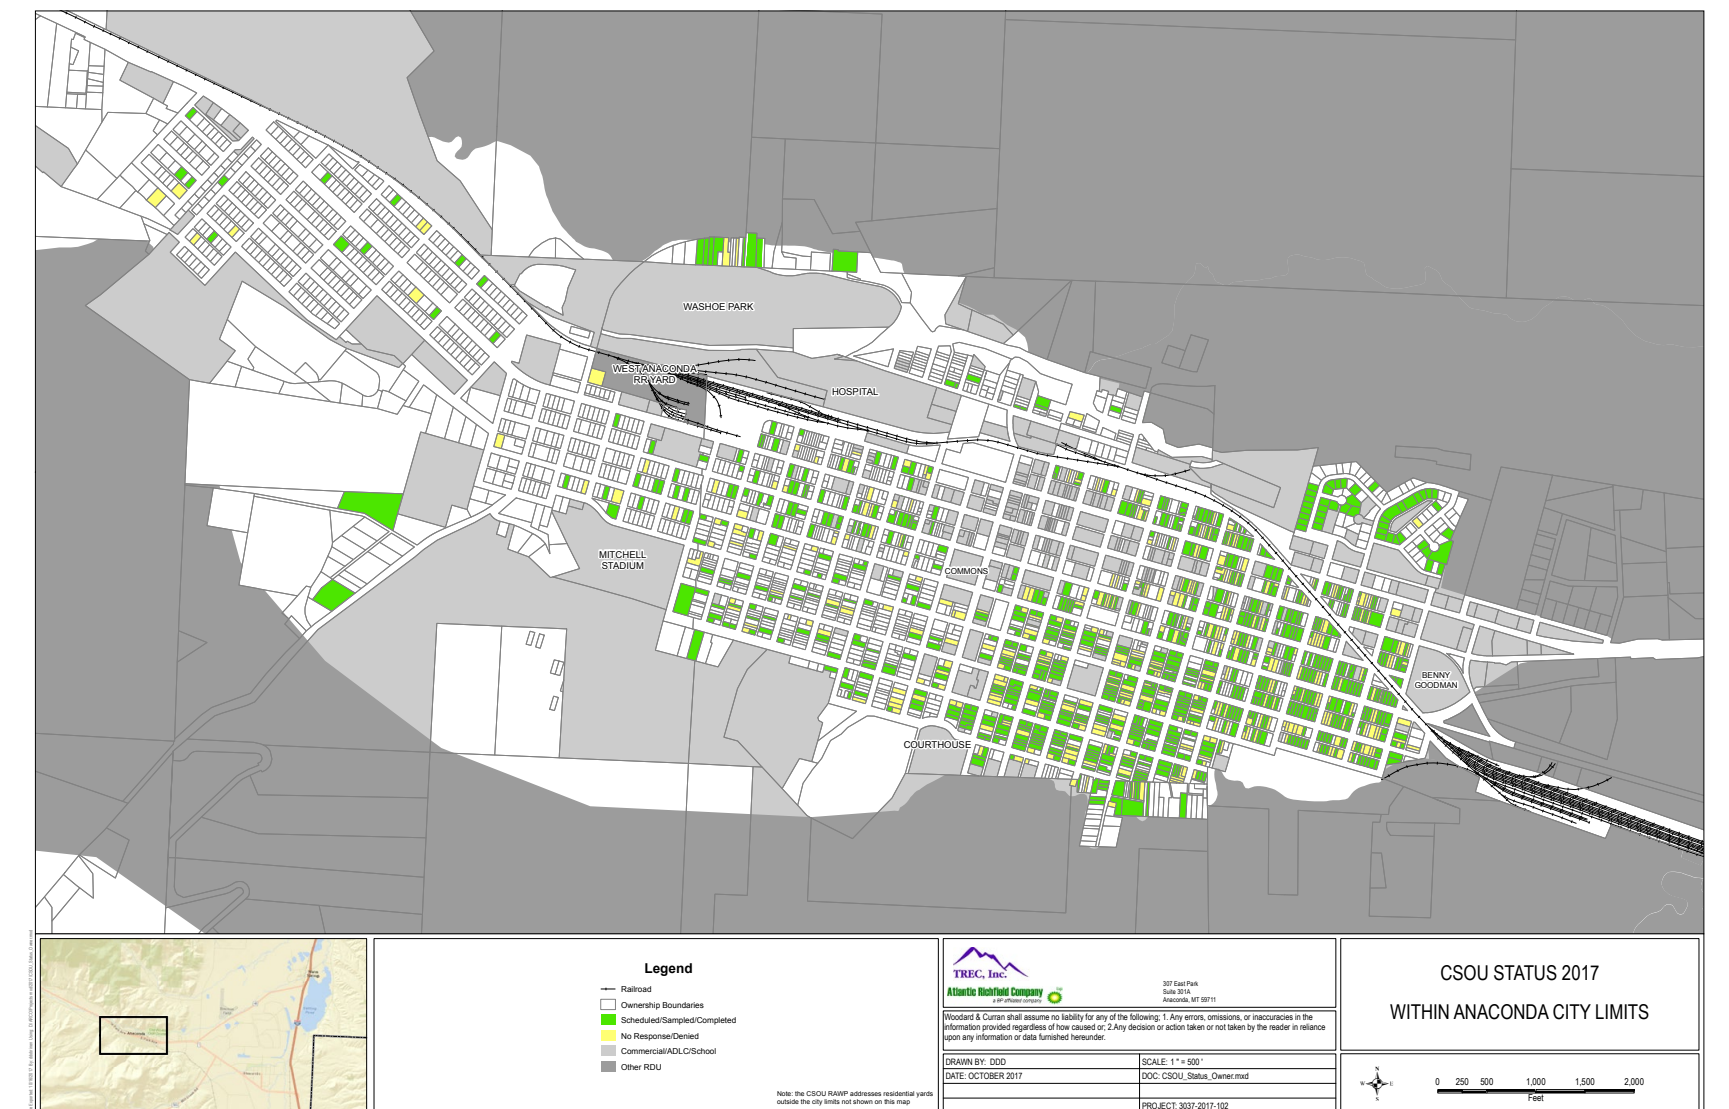 WASHOE PARK
WEST ANACONDA
RR YARD
HOSPITAL
MITCHELL
STADIUM
COMMONS
BENNY
GOODMAN
COURTHOUSE
Legend
Railroad
Ownership Boundaries
Scheduled/Sampled/Completed
No Response/Denied
Commercial/ADLC/School
Other RDU
Note: the CSOU RAWP addresses residential yards
outside the city limits not shown on this map
TREC, Inc.
Atlantic Richfield Company
a BP affiliated company
307 East Park
Suite 301A
Anaconda, MT 59711
Woodard & Curran shall assume no liability for any of the following; 1. Any errors, omissions, or inaccuracies in the
information provided regardless of how caused or; 2.Any decision or action taken or not taken by the reader in reliance
upon any information or data furnished hereunder.
DRAWN BY: DDD
SCALE: 1 " = 500 '
DATE: OCTOBER 2017
DOC: CSOU_Status_Owner.mxd
PROJECT: 3037-2017-102
CSOU STATUS 2017
WITHIN ANACONDA CITY LIMITS
N
W
E
S
0 250 500 1,000 1,500 2,000
Feet